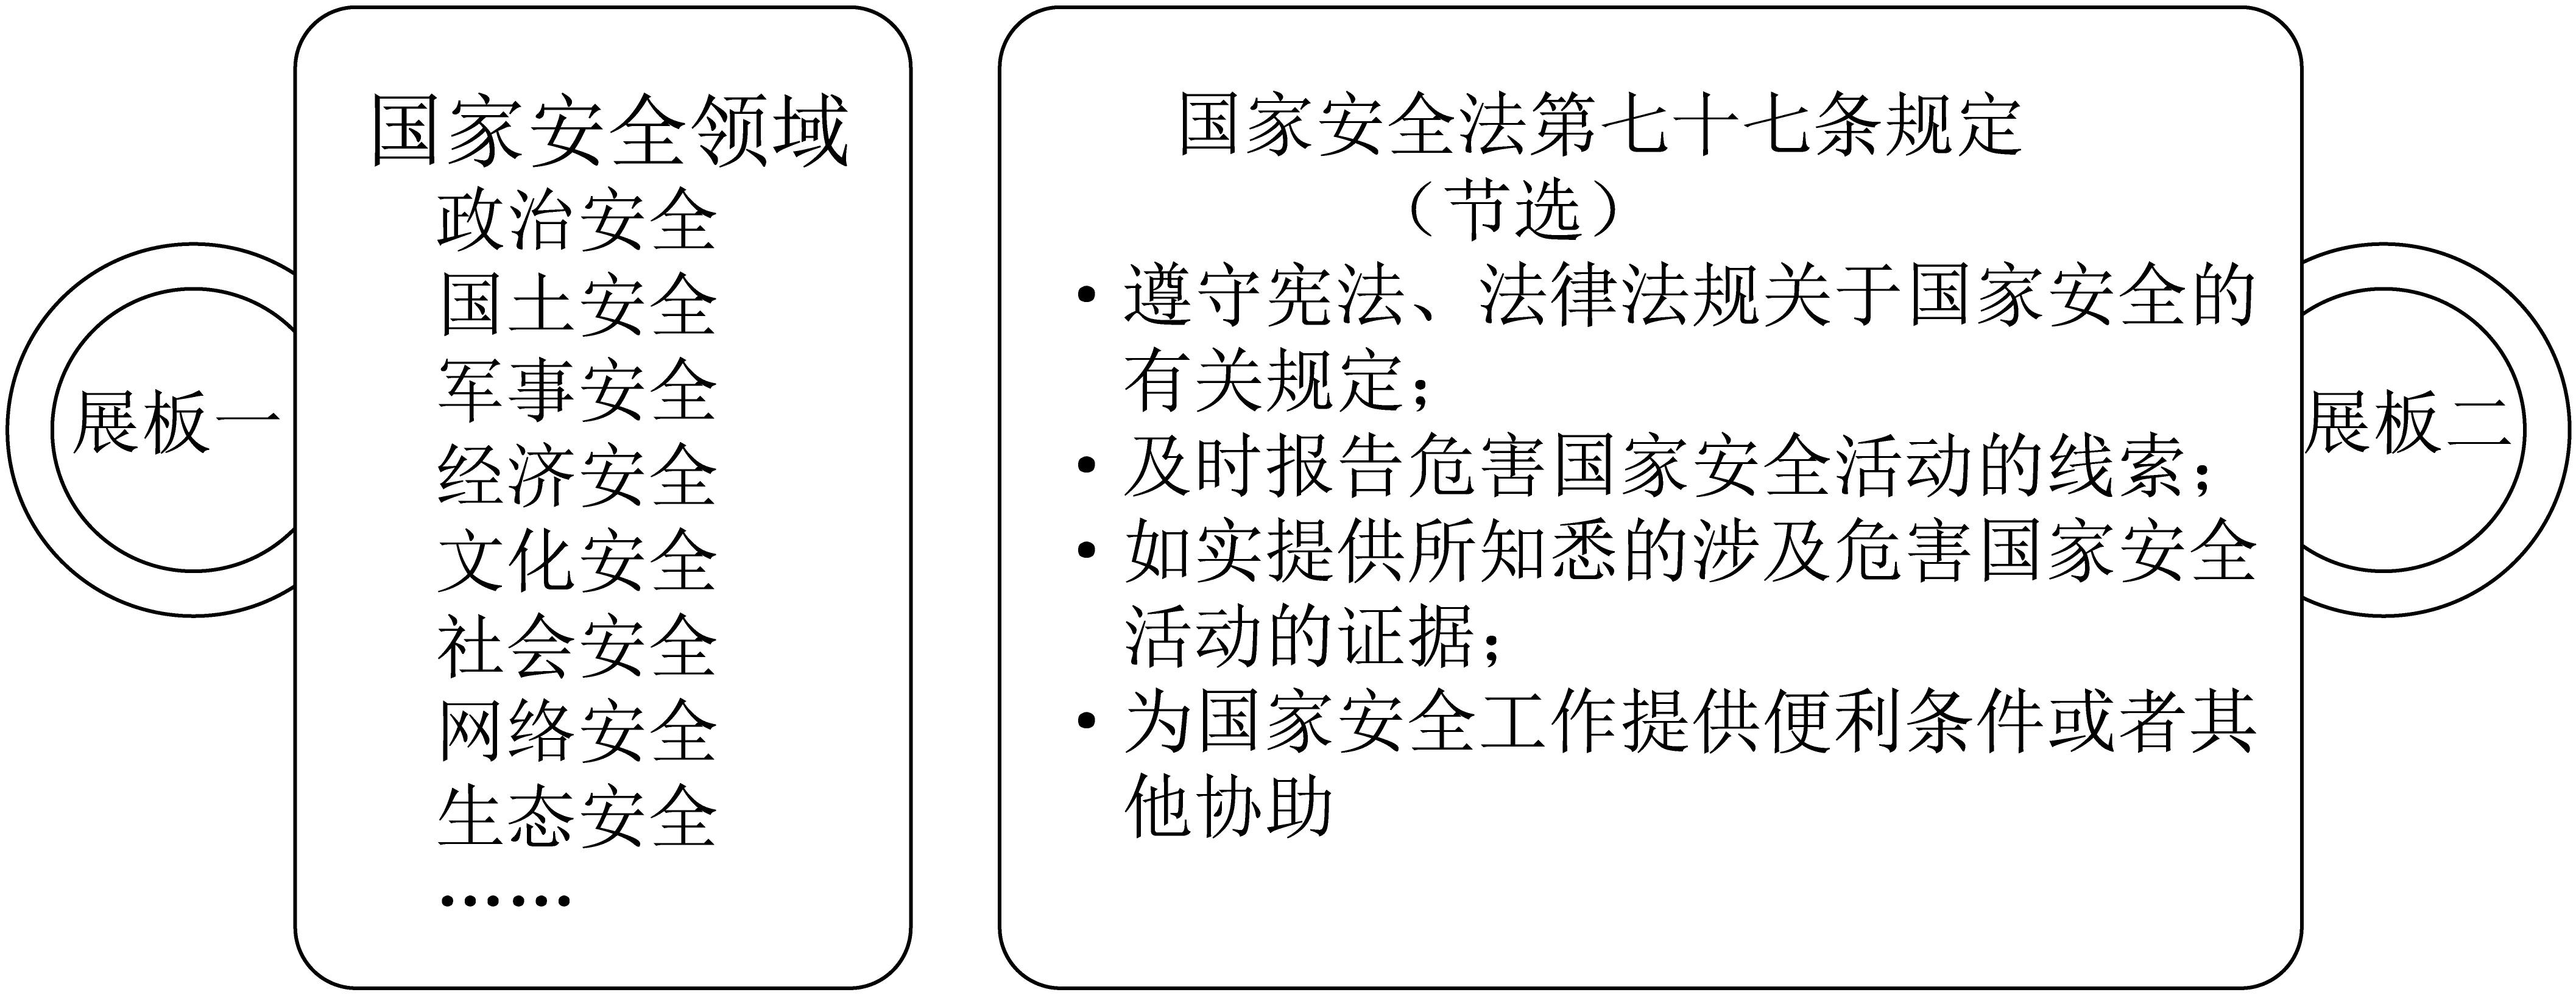 展板一
国家安全领域
政治安全
国土安全
军事安全
经济安全
文化安全
社会安全
网络安全
生态安全
……
国家安全法第七十七条规定
（节选）
• 遵守宪法、法律法规关于国家安全的
有关规定；
• 及时报告危害国家安全活动的线索；
• 如实提供所知悉的涉及危害国家安全
活动的证据；
• 为国家安全工作提供便利条件或者其
他协助
展板二